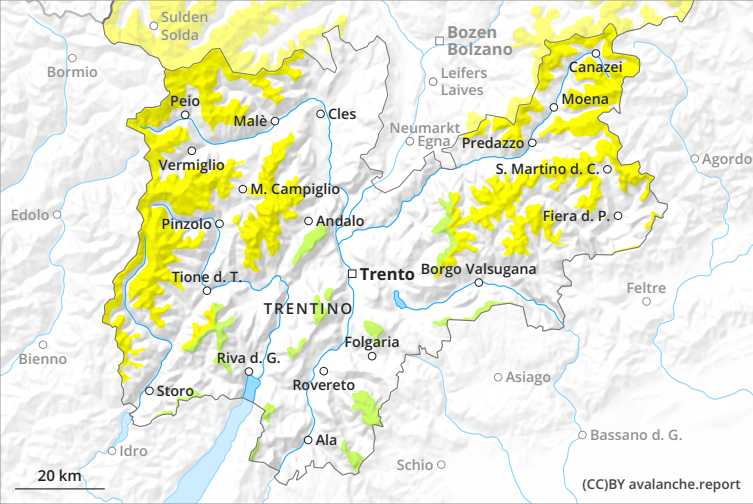 Sulden
Solda
Bozen
Bolzano
Bormio
Canazei
Leifers
Laives
Peio
Moena
Malè
Cles
Neumarkt
Egna
Predazzo
Vermiglio
Agordo
S. Martino d. C.
M. Campiglio
Edolo
Pinzolo
Andalo
Fiera d. P.
Trento
Borgo Valsugana
Tione d. T.
Feltre
TRENTINO
Folgaria
Bienno
Riva d. G.
Rovereto
Asiago
Storo
Ala
Bassano d. G.
Idro
Schio
20 km
(CC)BY avalanche.report